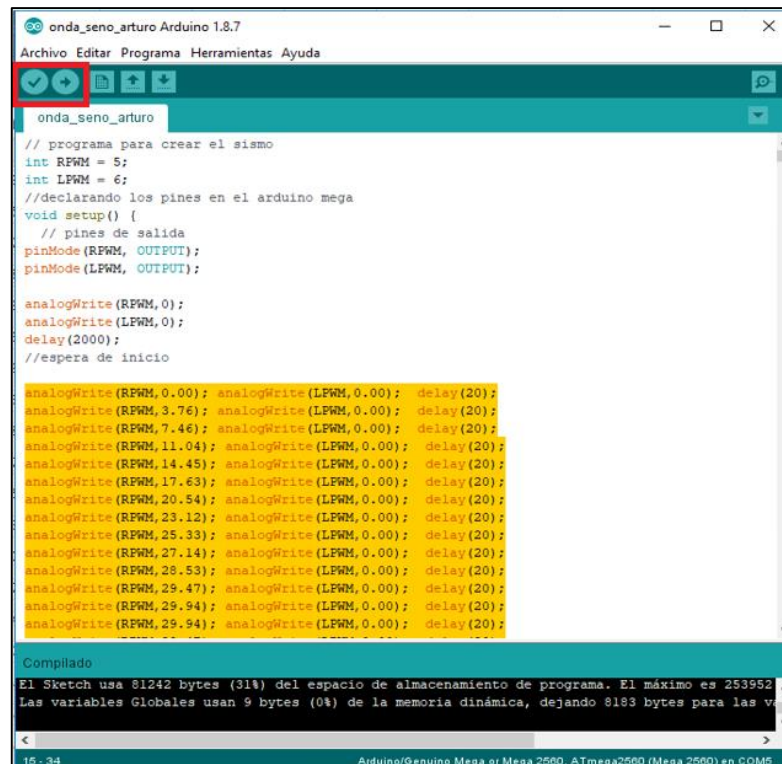 onda_seno_arturo Arduino 1.8.7
Archivo Editar Programa Herramientas Ayuda
onda_seno_arturo
// programa para crear el sismo
int RPWM = 5;
int LPWM = 6;
//declarando los pines en el arduino mega
void setup() {
// pines de salida
pinMode(RPWM, OUTPUT);
pinMode(LPWM, OUTPUT);
analogWrite(RPWM,0);
analogWrite(LPWM,0);
delay(2000);
//espera de inicio
analogWrite(RPWM,0.00); analogWrite(LPWM,0.00); delay(20);
analogWrite(RPWM,3.76); analogWrite(LPWM,0.00); delay(20);
analogWrite(RPWM,7.46); analogWrite(LPWM,0.00); delay(20);
analogWrite(RPWM,11.04); analogWrite(LPWM,0.00); delay(20);
analogWrite(RPWM,14.45); analogWrite(LPWM,0.00); delay(20);
analogWrite(RPWM,17.63); analogWrite(LPWM,0.00); delay(20);
analogWrite(RPWM,20.54); analogWrite(LPWM,0.00); delay(20);
analogWrite(RPWM,23.12); analogWrite(LPWM,0.00); delay(20);
analogWrite(RPWM,25.33); analogWrite(LPWM,0.00); delay(20);
analogWrite(RPWM,27.14); analogWrite(LPWM,0.00); delay(20);
analogWrite(RPWM,28.53); analogWrite(LPWM,0.00); delay(20);
analogWrite(RPWM,29.47); analogWrite(LPWM,0.00); delay(20);
analogWrite(RPWM,29.94); analogWrite(LPWM,0.00); delay(20);
analogWrite(RPWM,29.94); analogWrite(LPWM,0.00); delay(20);
Compilado
El Sketch usa 81242 bytes (31%) del espacio de almacenamiento de programa. El máximo es 253952
Las variables Globales usan 9 bytes (0%) de la memoria dinámica, dejando 8183 bytes para las va
15 - 34 Arduino/Genuino Mega or Mega 2560, ATmega2560 (Mega 2560) en COM5